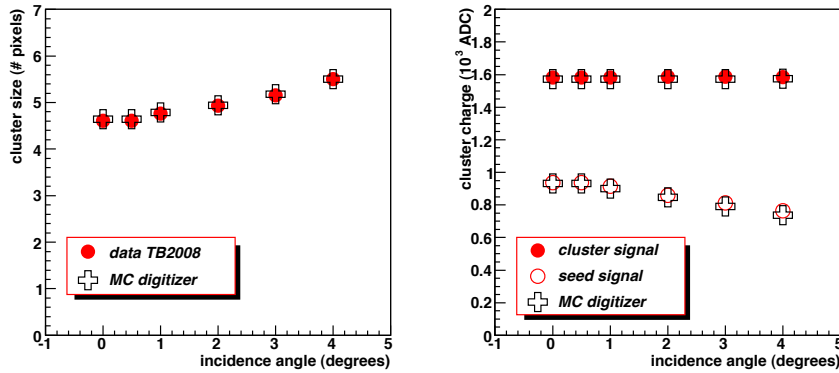 cluster size (# pixels)
7
6
5
4
3
2
1
0
data TB2008
MC digitizer
-1 0 1 2 3 4 5
incidence angle (degrees)
cluster charge (10³ ADC)
2
1.8
1.6
1.4
1.2
1
0.8
0.6
0.4
0.2
0
cluster signal
seed signal
MC digitizer
-1 0 1 2 3 4 5
incidence angle (degrees)